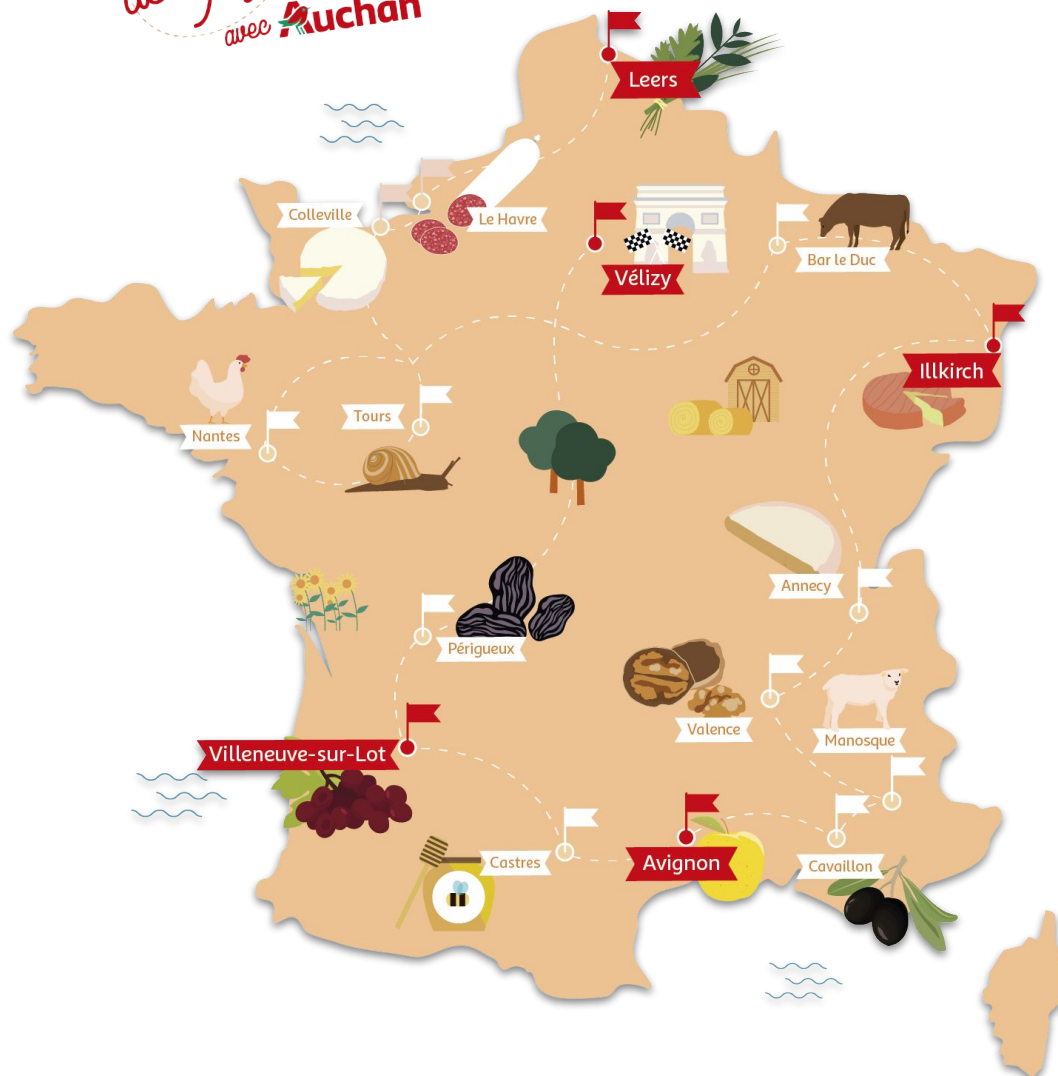 avec Auchan
Leers
Colleville
Le Havre
Vélizy
Bar le Duc
Illkirch
Tours
Nantes
Annecy
Périgueux
Valence
Manosque
Villeneuve-sur-Lot
Castres
Avignon
Cavaillon